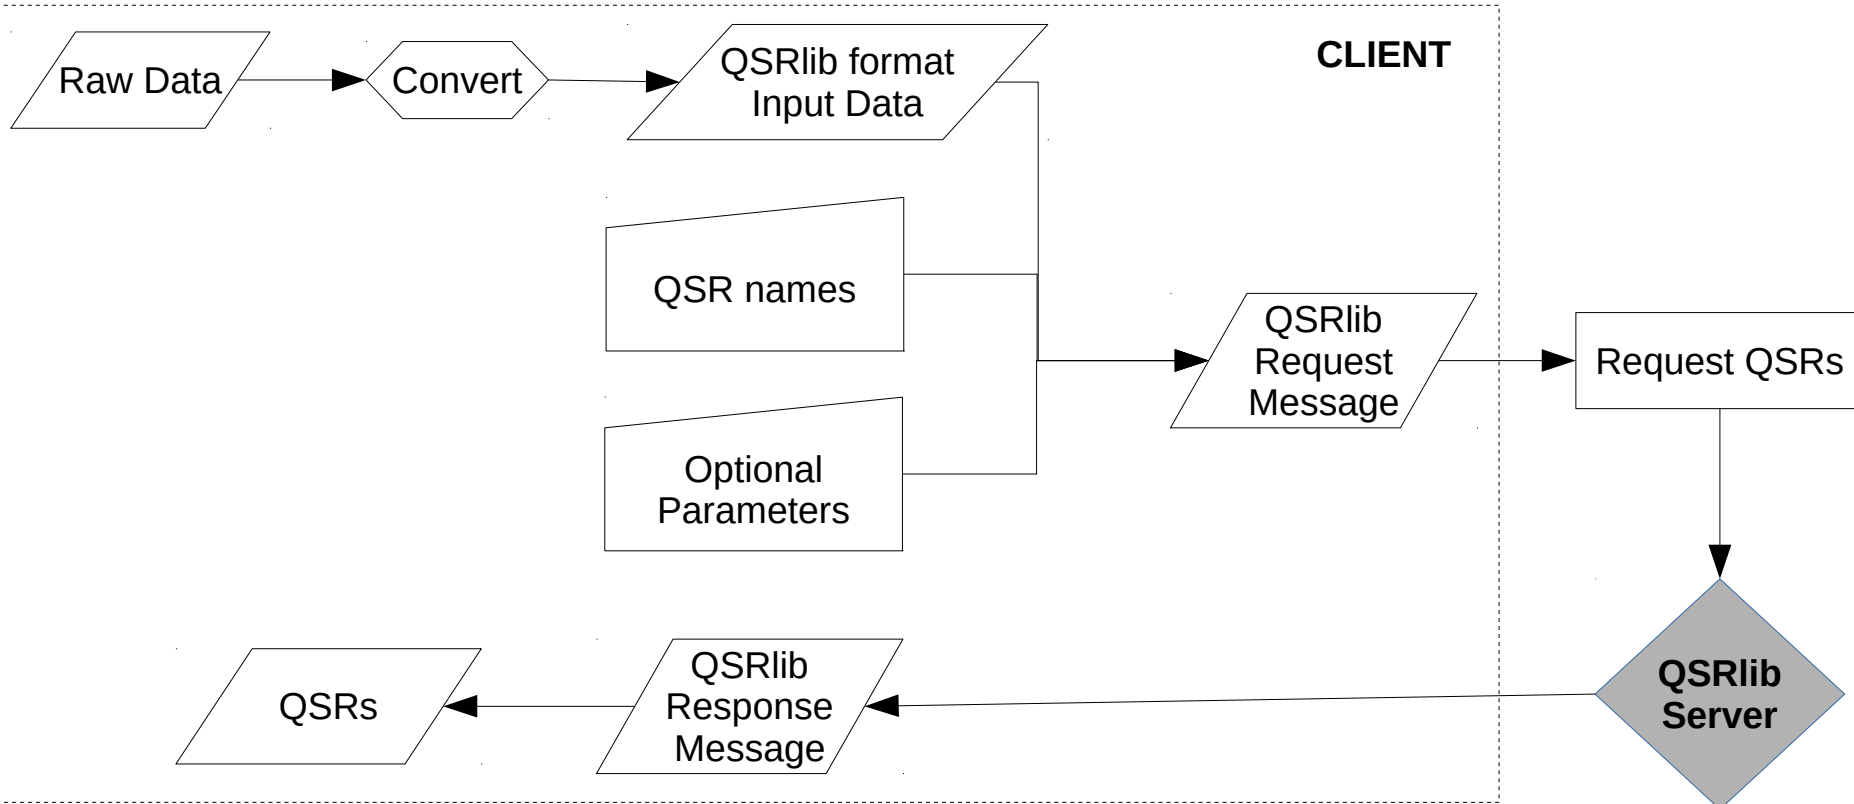 Raw Data
Convert
QSRlib format
Input Data
CLIENT
QSR names
QSRlib
Request
Message
Request QSRs
Optional
Parameters
QSRs
QSRlib
Response
Message
QSRlib
Server